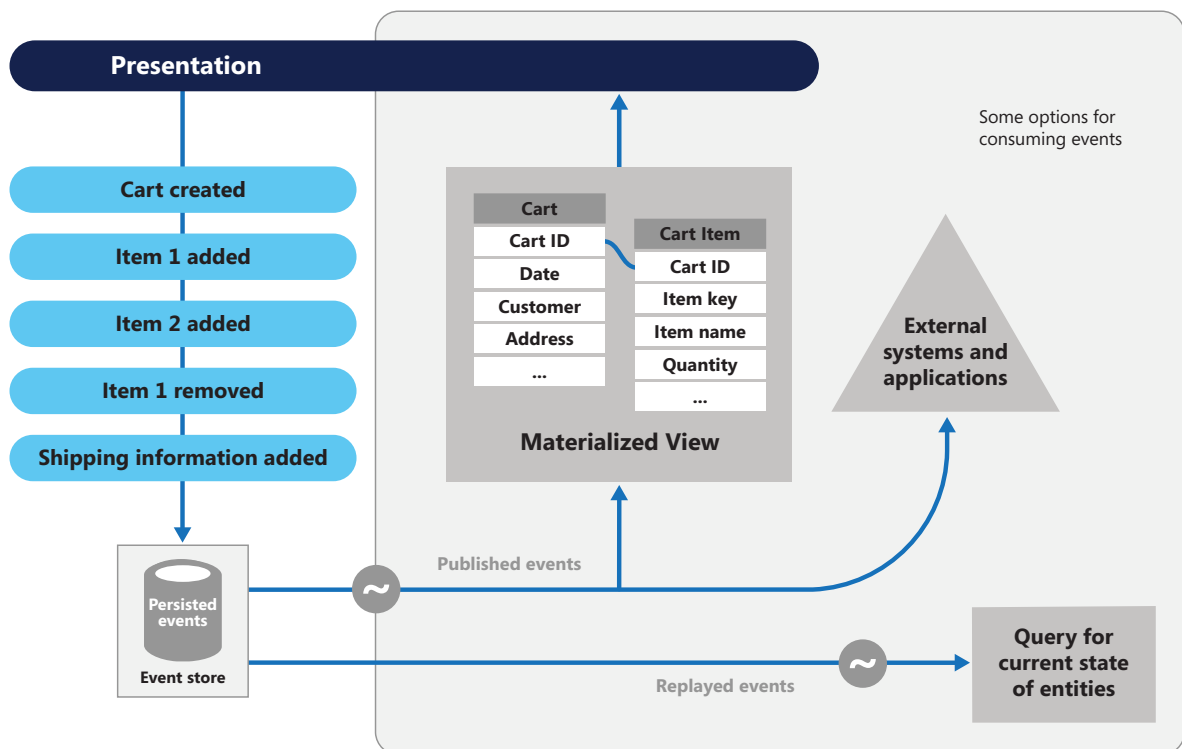 Presentation
Some options for
consuming events
Cart created
Item 1 added
Item 2 added
Item 1 removed
Shipping information added
Cart
Cart ID
Date
Customer
Address
...
Cart Item
Cart ID
Item key
Item name
Quantity
...
Materialized View
External
systems and
applications
Published events
~
Persisted
events
Event store
Replayed events
~
Query for
current state
of entities